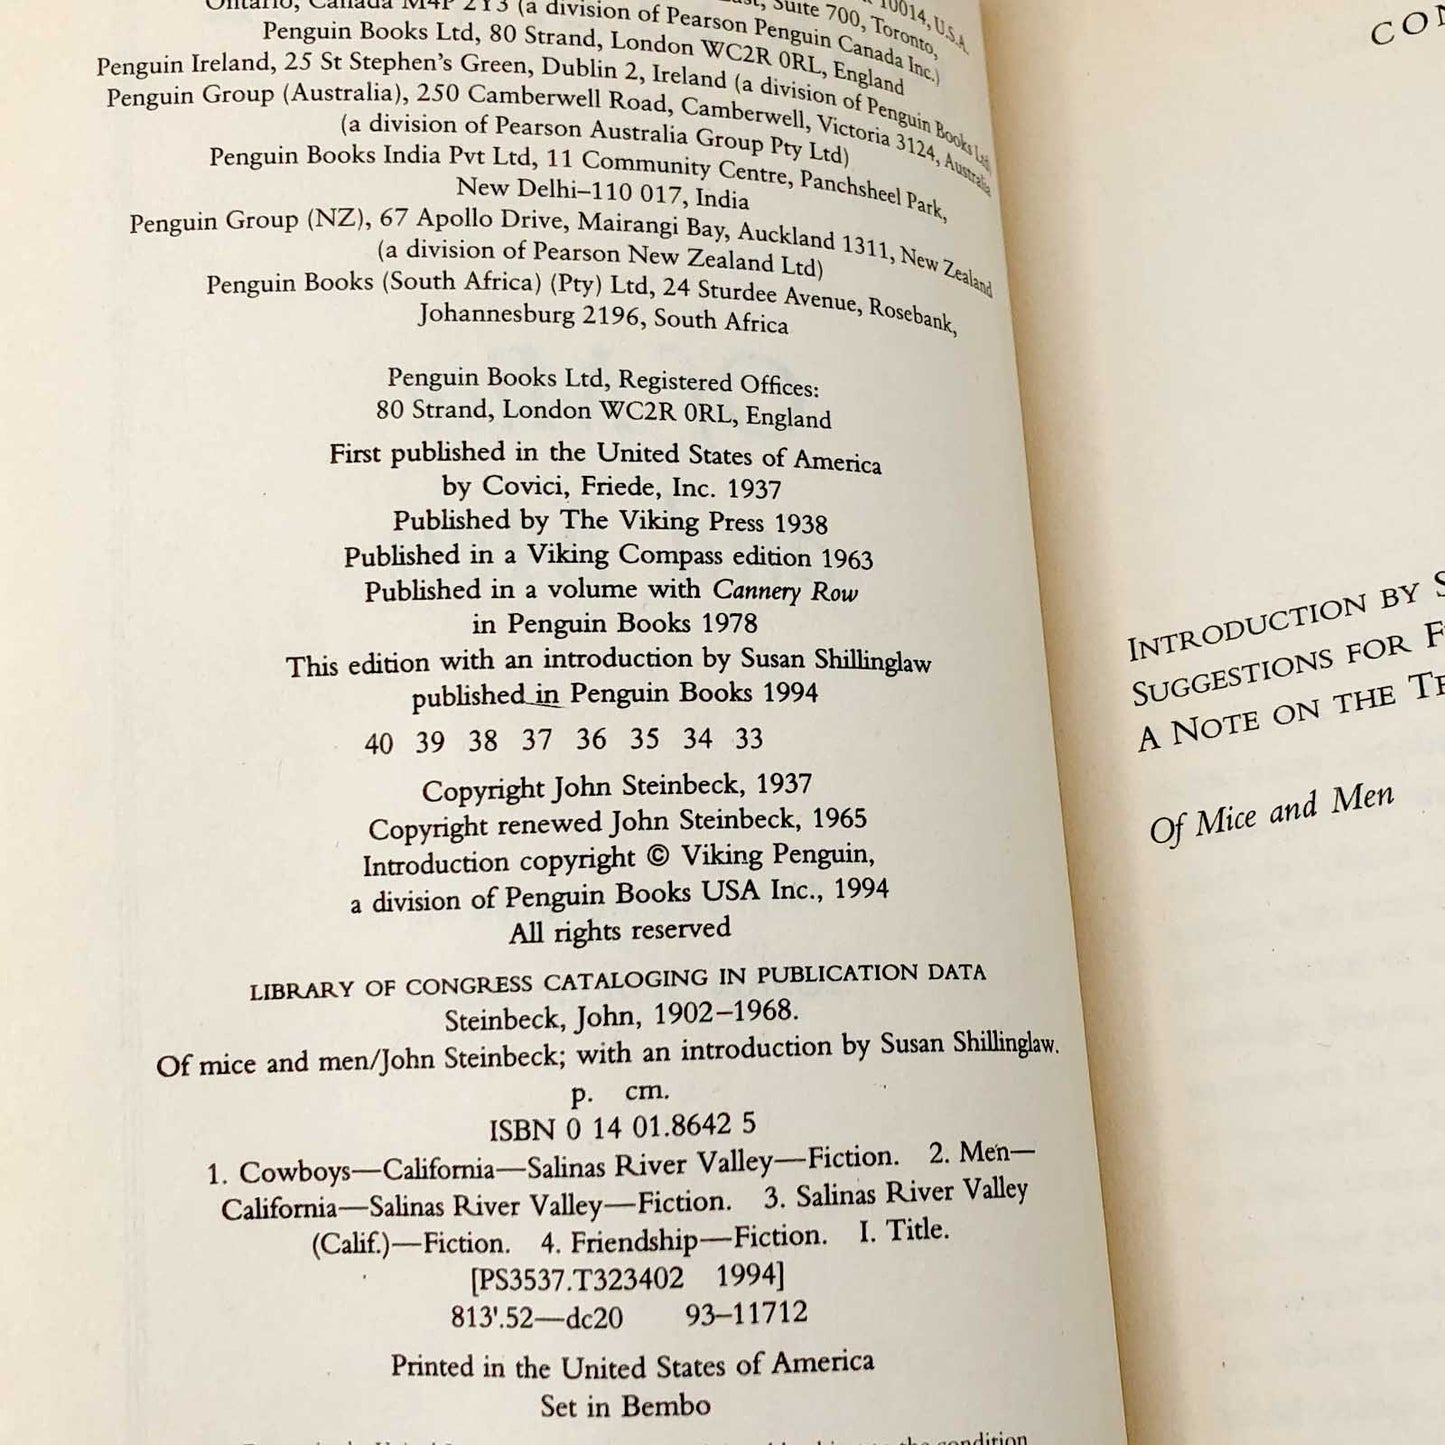 10014, U.S.A.
East, Suite 700, Toronto,
Ontario, Canada M4P 2Y3 (a division of Pearson Penguin Canada Inc.)
Penguin Books Ltd, 80 Strand, London WC2R 0RL, England
Penguin Ireland, 25 St Stephen's Green, Dublin 2, Ireland (a division of Penguin Books Ltd)
Penguin Group (Australia), 250 Camberwell Road, Camberwell, Victoria 3124, Australia
(a division of Pearson Australia Group Pty Ltd)
Penguin Books India Pvt Ltd, 11 Community Centre, Panchsheel Park,
New Delhi–110 017, India
Penguin Group (NZ), 67 Apollo Drive, Mairangi Bay, Auckland 1311, New Zealand
(a division of Pearson New Zealand Ltd)
Penguin Books (South Africa) (Pty) Ltd, 24 Sturdee Avenue, Rosebank,
Johannesburg 2196, South Africa
Penguin Books Ltd, Registered Offices:
80 Strand, London WC2R 0RL, England
First published in the United States of America
by Covici, Friede, Inc. 1937
Published by The Viking Press 1938
Published in a Viking Compass edition 1963
Published in a volume with Cannery Row
in Penguin Books 1978
This edition with an introduction by Susan Shillinglaw
published in Penguin Books 1994
40 39 38 37 36 35 34 33
Copyright John Steinbeck, 1937
Copyright renewed John Steinbeck, 1965
Introduction copyright © Viking Penguin,
a division of Penguin Books USA Inc., 1994
All rights reserved
LIBRARY OF CONGRESS CATALOGING IN PUBLICATION DATA
Steinbeck, John, 1902–1968.
Of mice and men/John Steinbeck; with an introduction by Susan Shillinglaw.
p. cm.
ISBN 0 14 01.8642 5
1. Cowboys—California—Salinas River Valley—Fiction. 2. Men—
California—Salinas River Valley—Fiction. 3. Salinas River Valley
(Calif.)—Fiction. 4. Friendship—Fiction. I. Title.
[PS3537.T323402 1994]
813'.52—dc20 93–11712
Printed in the United States of America
Set in Bembo
the condition
CON
INTRODUCTION BY S
SUGGESTIONS FOR F
A NOTE ON THE TE
Of Mice and Men